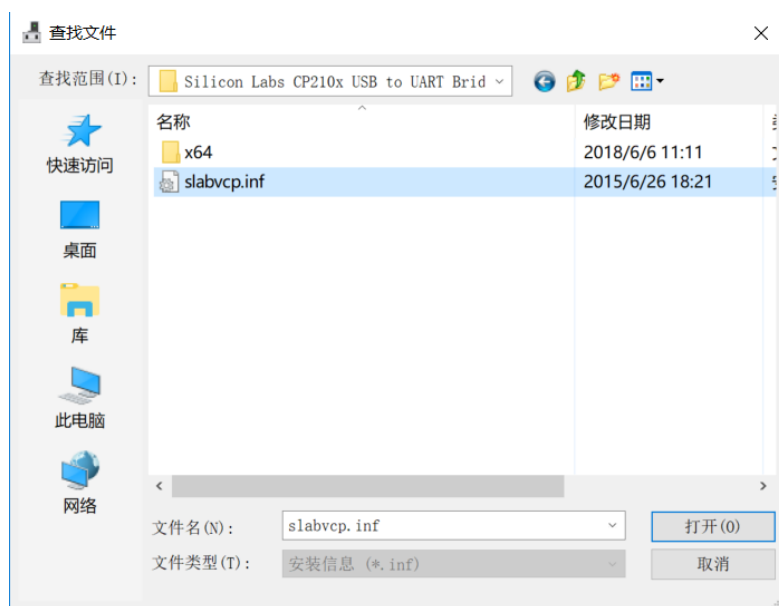 查找文件
查找范围(I):
Silicon Labs CP210x USB to UART Brid
名称
修改日期
x64
2018/6/6 11:11
slabvcp.inf
2015/6/26 18:21
快速访问
桌面
库
此电脑
网络
文件名(N):
slabvcp.inf
打开(O)
文件类型(T):
安装信息 (*.inf)
取消